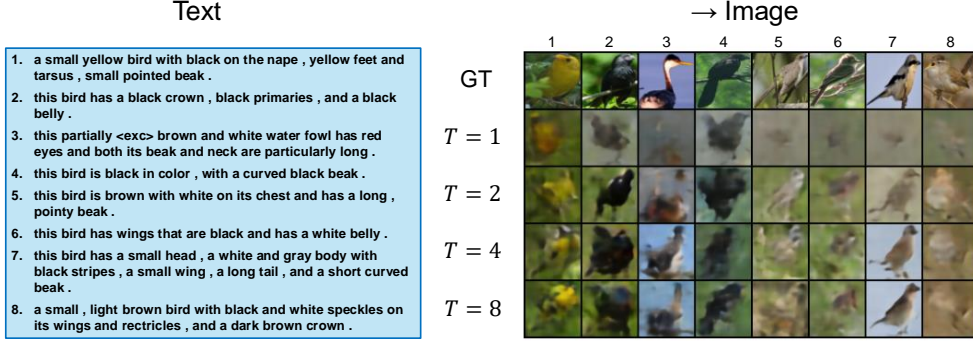 Text
→ Image
1. a small yellow bird with black on the nape , yellow feet and
tarsus , small pointed beak .
2. this bird has a black crown , black primaries , and a black
belly .
3. this partially <exc> brown and white water fowl has red
eyes and both its beak and neck are particularly long .
4. this bird is black in color , with a curved black beak .
5. this bird is brown with white on its chest and has a long ,
pointy beak .
6. this bird has wings that are black and has a white belly .
7. this bird has a small head , a white and gray body with
black stripes , a small wing , a long tail , and a short curved
beak .
8. a small , light brown bird with black and white speckles on
its wings and rectricles , and a dark brown crown .
1 2 3 4 5 6 7 8
GT
T = 1
T = 2
T = 4
T = 8